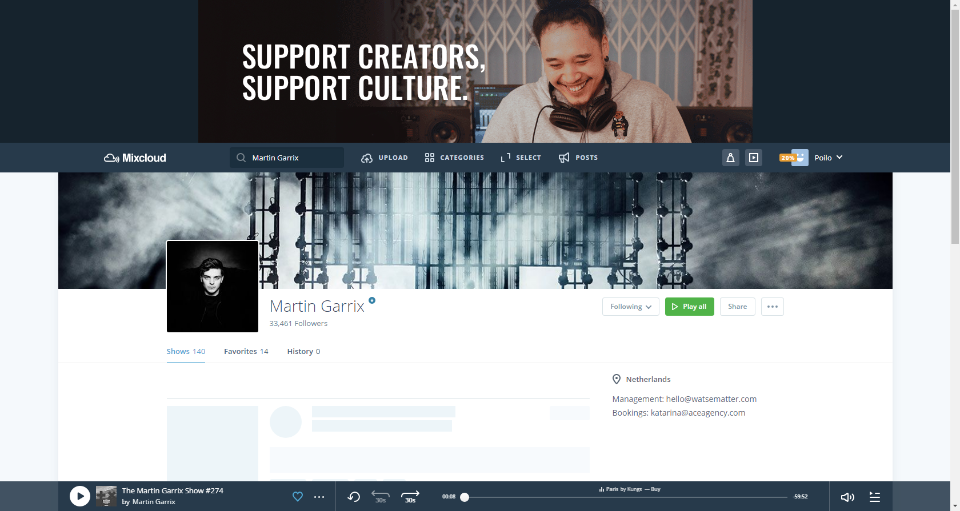 SUPPORT CREATORS,
SUPPORT CULTURE.
Mixcloud
Martin Garrix
UPLOAD
CATEGORIES
SELECT
POSTS
28%
Poilo
Martin Garrix
33,461 Followers
Following
Play all
Share
Shows 140
Favorites 14
History 0
Netherlands
Management: hello@watsematter.com
Bookings: katarina@aceagency.com
The Martin Garrix Show #274
by Martin Garrix
30s
30s
00:08
Paris by Kungs — Buy
-59:52